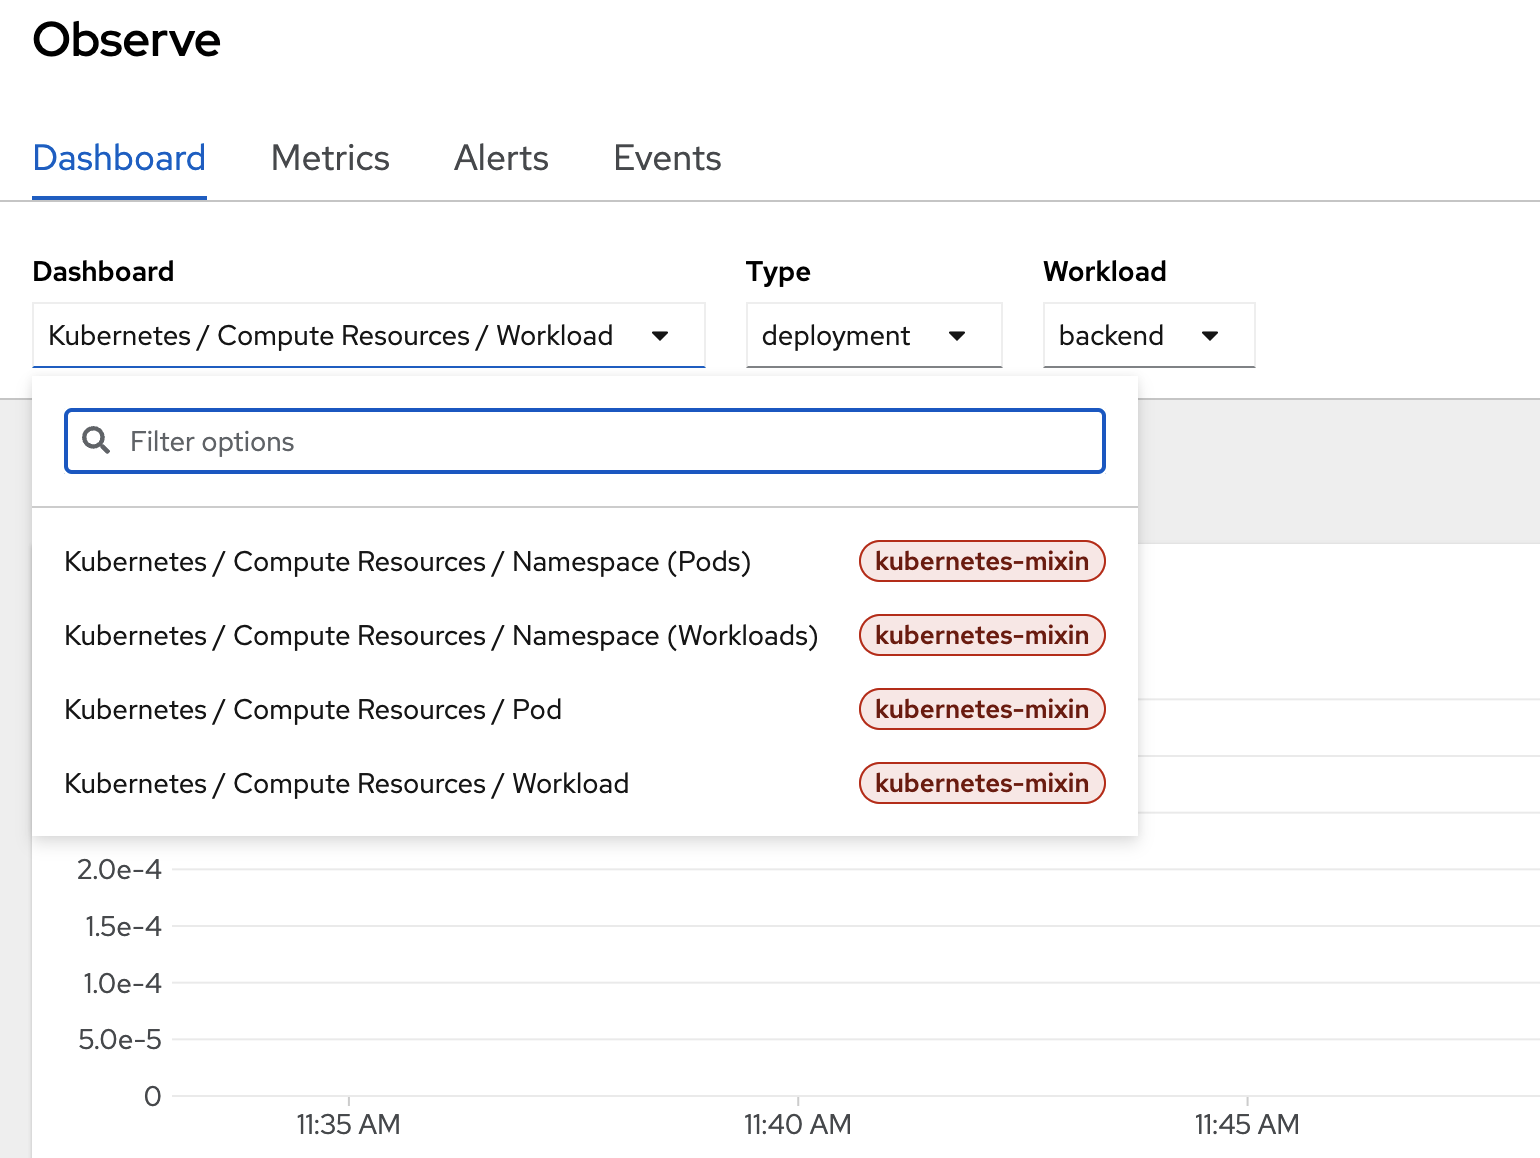 Observe
Dashboard Metrics Alerts Events
Dashboard Type Workload
Kubernetes / Compute Resources / Workload deployment backend
Filter options
Kubernetes / Compute Resources / Namespace (Pods) kubernetes-mixin
Kubernetes / Compute Resources / Namespace (Workloads) kubernetes-mixin
Kubernetes / Compute Resources / Pod kubernetes-mixin
Kubernetes / Compute Resources / Workload kubernetes-mixin
2.0e-4
1.5e-4
1.0e-4
5.0e-5
0
11:35 AM 11:40 AM 11:45 AM